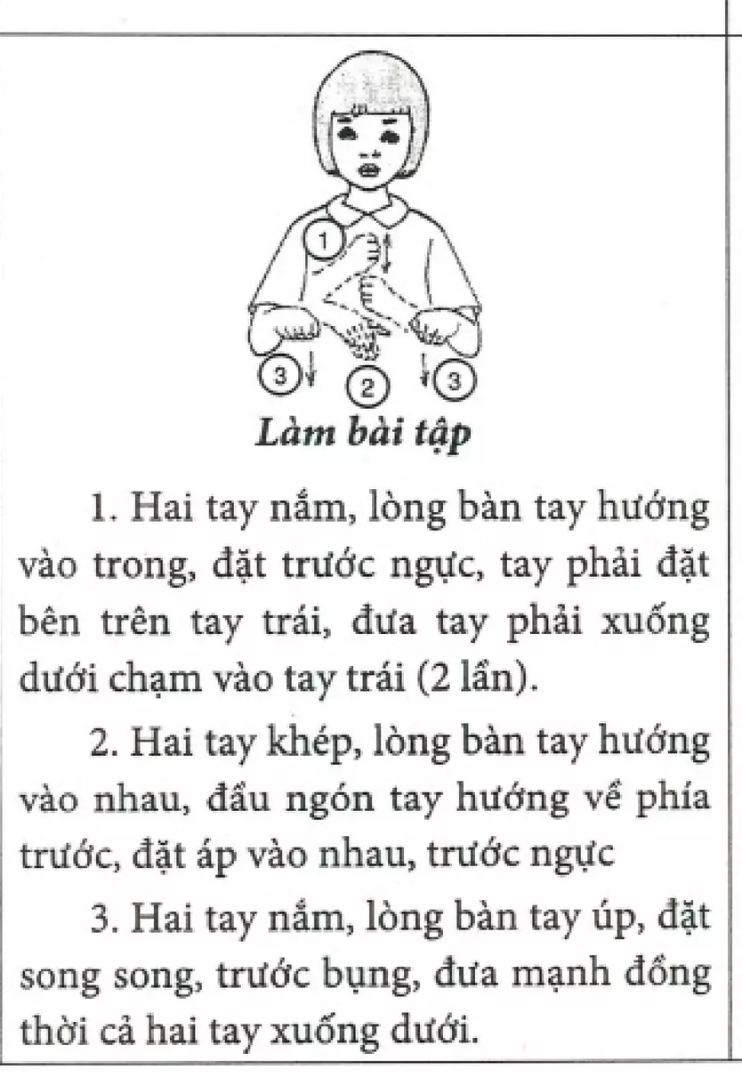 1
3
2
3
Làm bài tập
1. Hai tay nắm, lòng bàn tay hướng
vào trong, đặt trước ngực, tay phải đặt
bên trên tay trái, đưa tay phải xuống
dưới chạm vào tay trái (2 lần).
2. Hai tay khép, lòng bàn tay hướng
vào nhau, đầu ngón tay hướng về phía
trước, đặt áp vào nhau, trước ngực
3. Hai tay nắm, lòng bàn tay úp, đặt
song song, trước bụng, đưa mạnh đồng
thời cả hai tay xuống dưới.